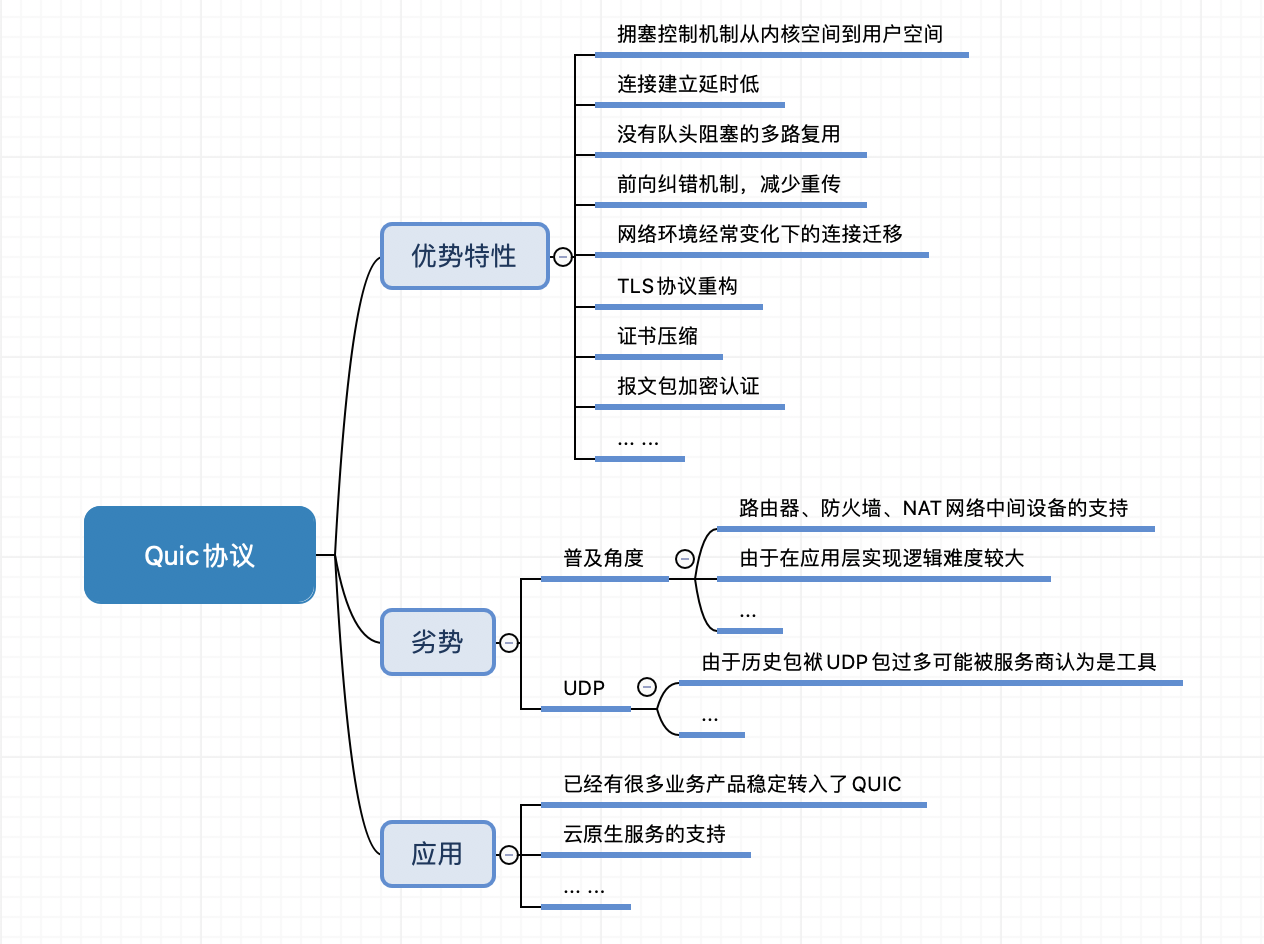 Quic协议
优势特性
拥塞控制机制从内核空间到用户空间
连接建立延时低
没有队头阻塞的多路复用
前向纠错机制，减少重传
网络环境经常变化下的连接迁移
TLS协议重构
证书压缩
报文包加密认证
... ...
劣势
普及角度
路由器、防火墙、NAT网络中间设备的支持
由于在应用层实现逻辑难度较大
...
UDP
由于历史包袱UDP包过多可能被服务商认为是工具
...
应用
已经有很多业务产品稳定转入了QUIC
云原生服务的支持
... ...